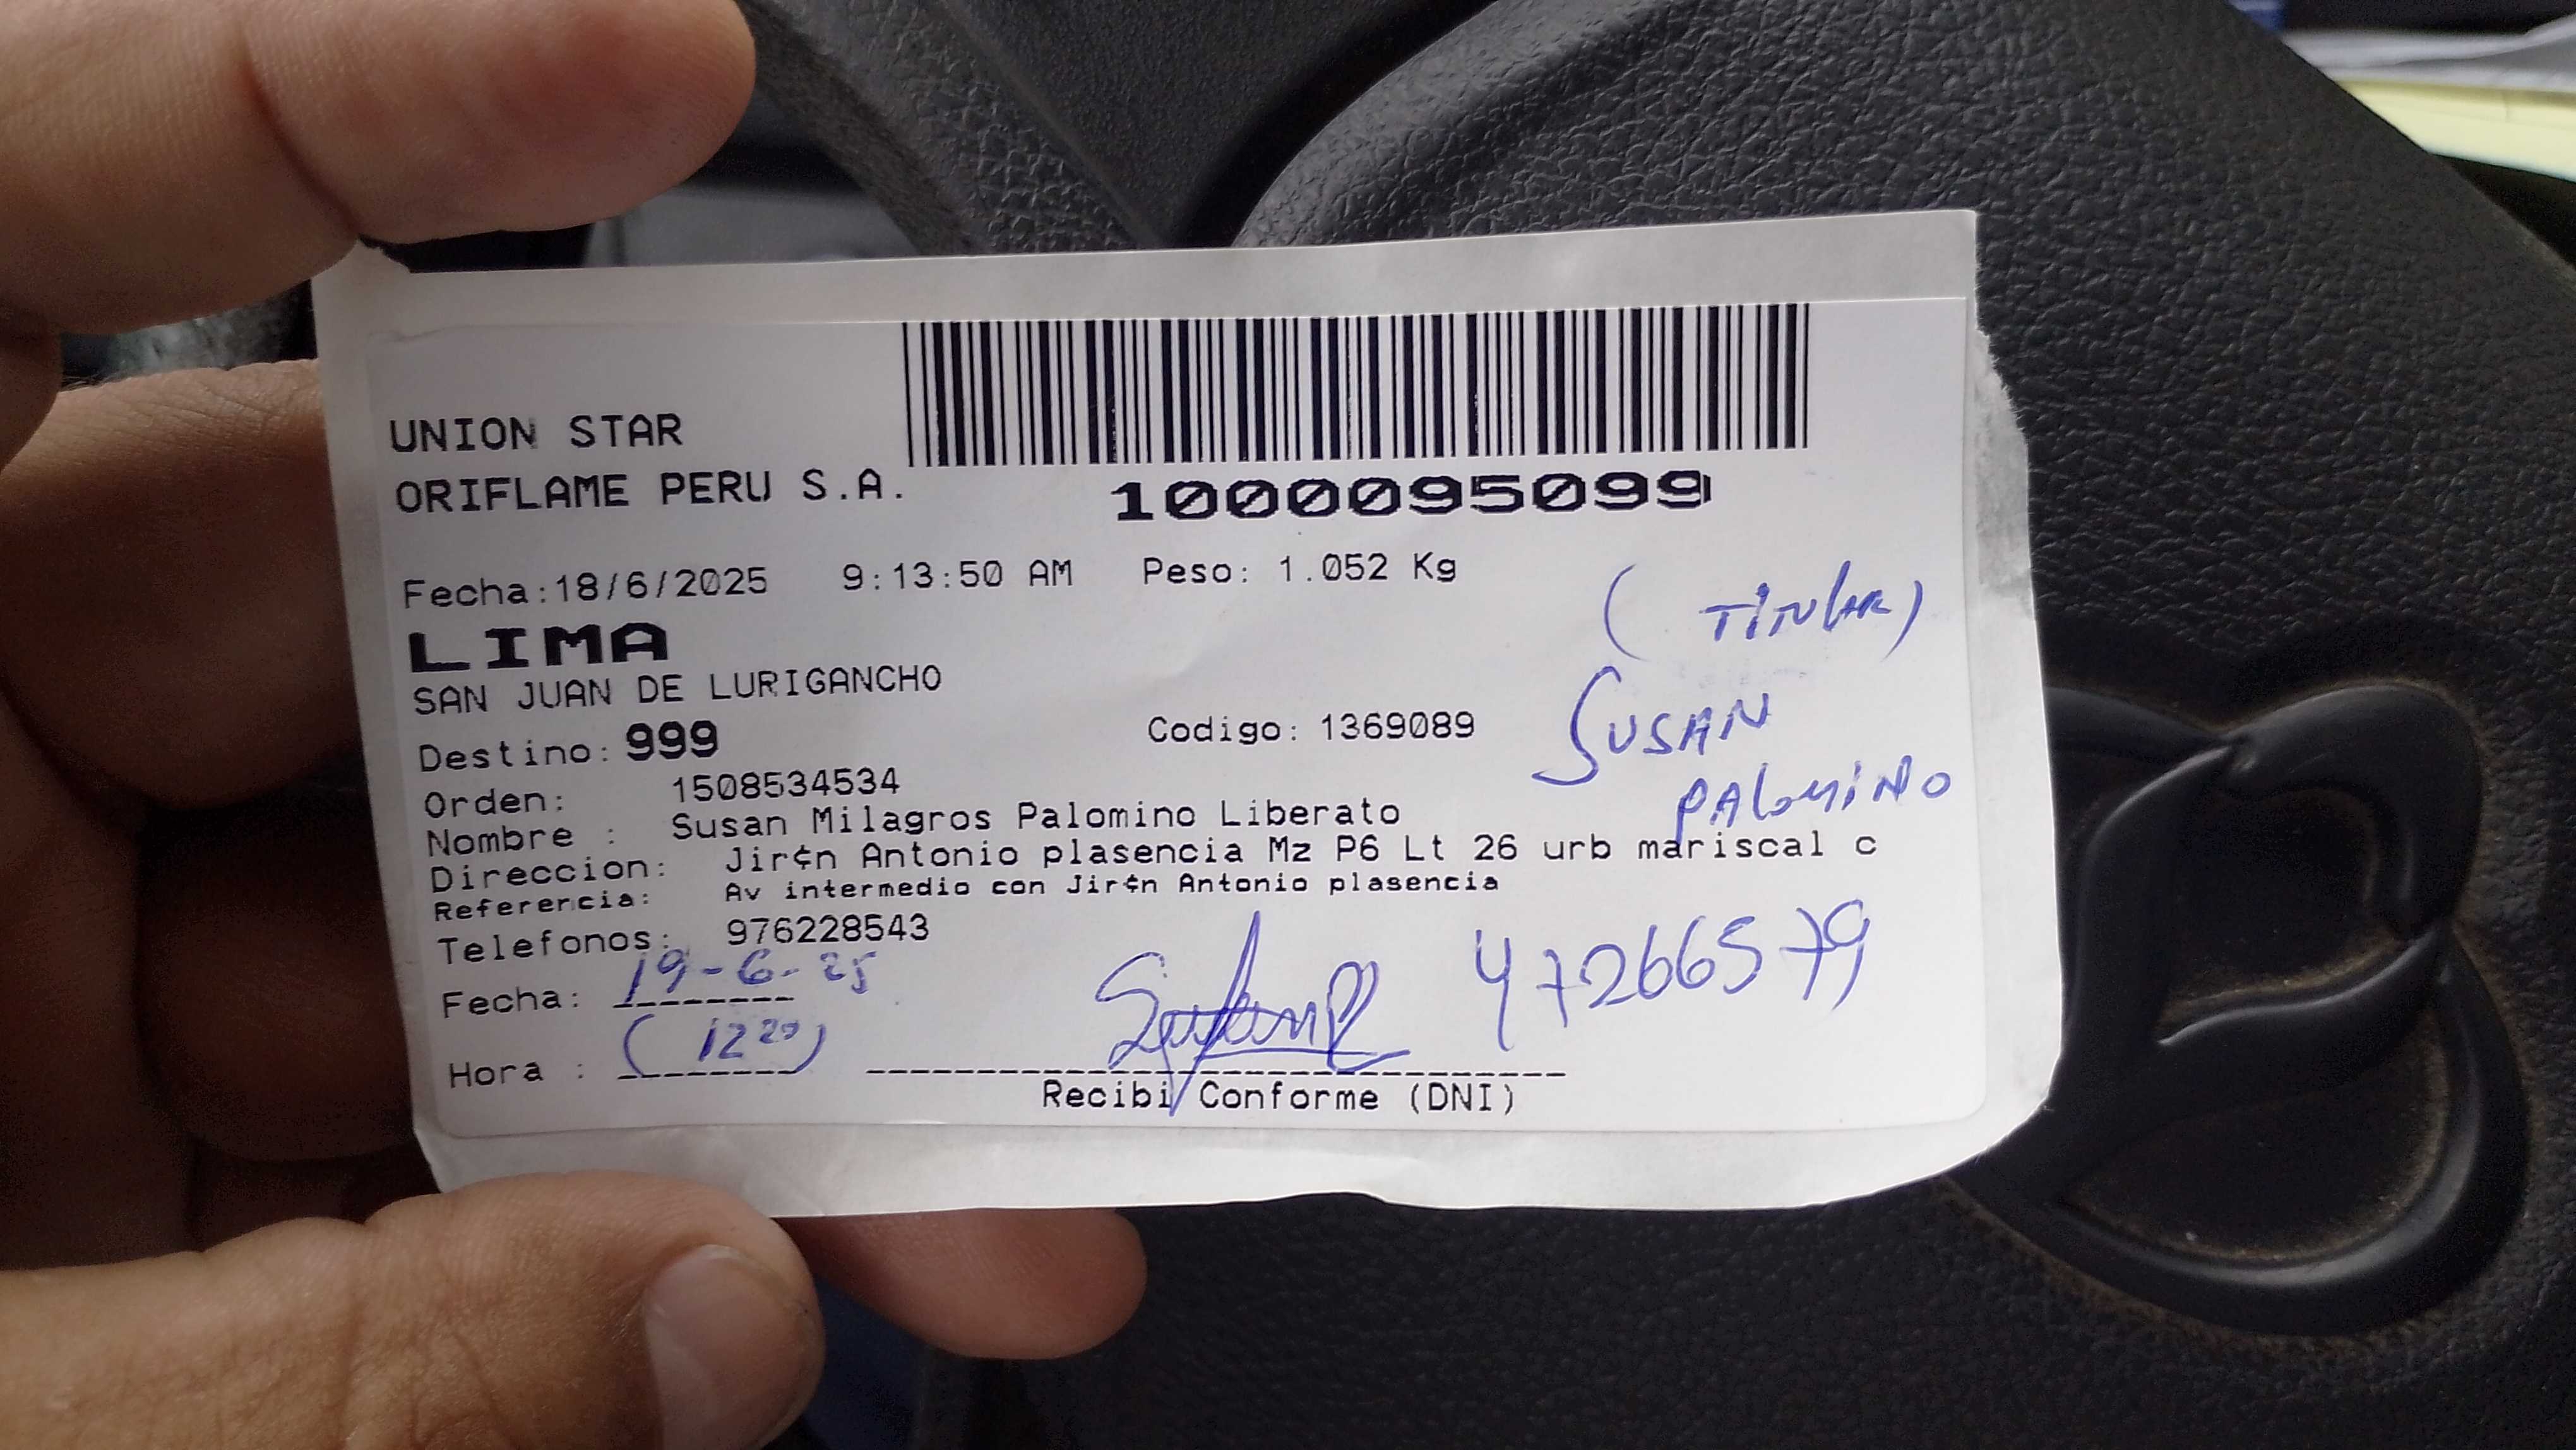 UNION STAR
ORIFLAME PERU S.A.
1000095099
Fecha:18/6/2025 9:13:50 AM Peso: 1.052 Kg
(TITULAR)
LIMA
SAN JUAN DE LURIGANCHO
Destino: 999 Codigo: 1369089
SUSAN
PALOMINO
Orden: 1508534534
Nombre : Susan Milagros Palomino Liberato
Direccion: Jir¢n Antonio plasencia Mz P6 Lt 26 urb mariscal c
Referencia: Av intermedio con Jir¢n Antonio plasencia
Telefonos: 976228543
Fecha: 19-6-25
47266579
Hora : (12 20)
Recibi Conforme (DNI)